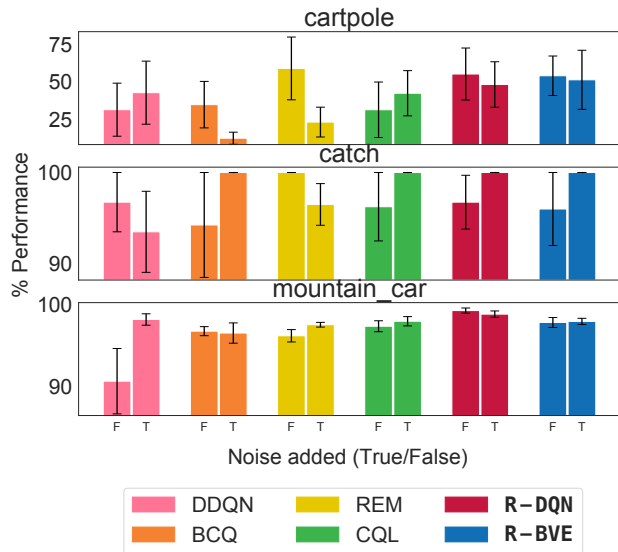 cartpole
75
50
25
catch
100
90
mountain_car
100
90
% Performance
F T F T F T F T F T F T
Noise added (True/False)
DDQN REM R-DQN
BCQ CQL R-BVE